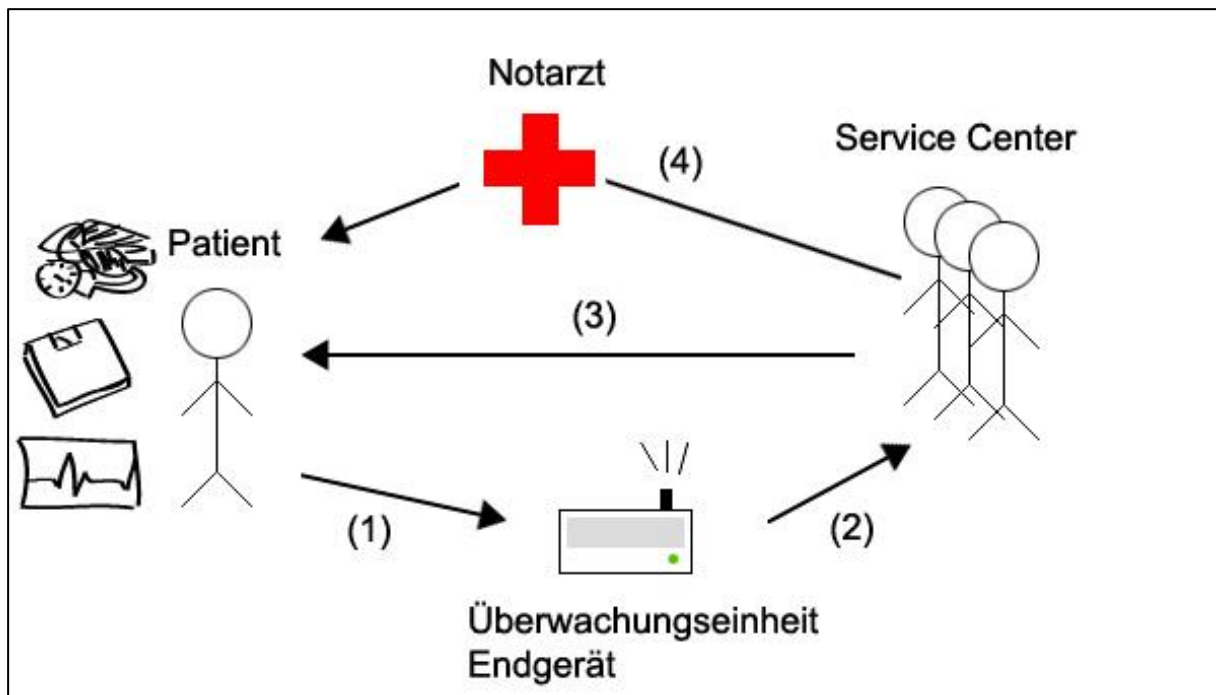 Notarzt
Service Center
(4)
Patient
(3)
(1)
(2)
Überwachungseinheit
Endgerät